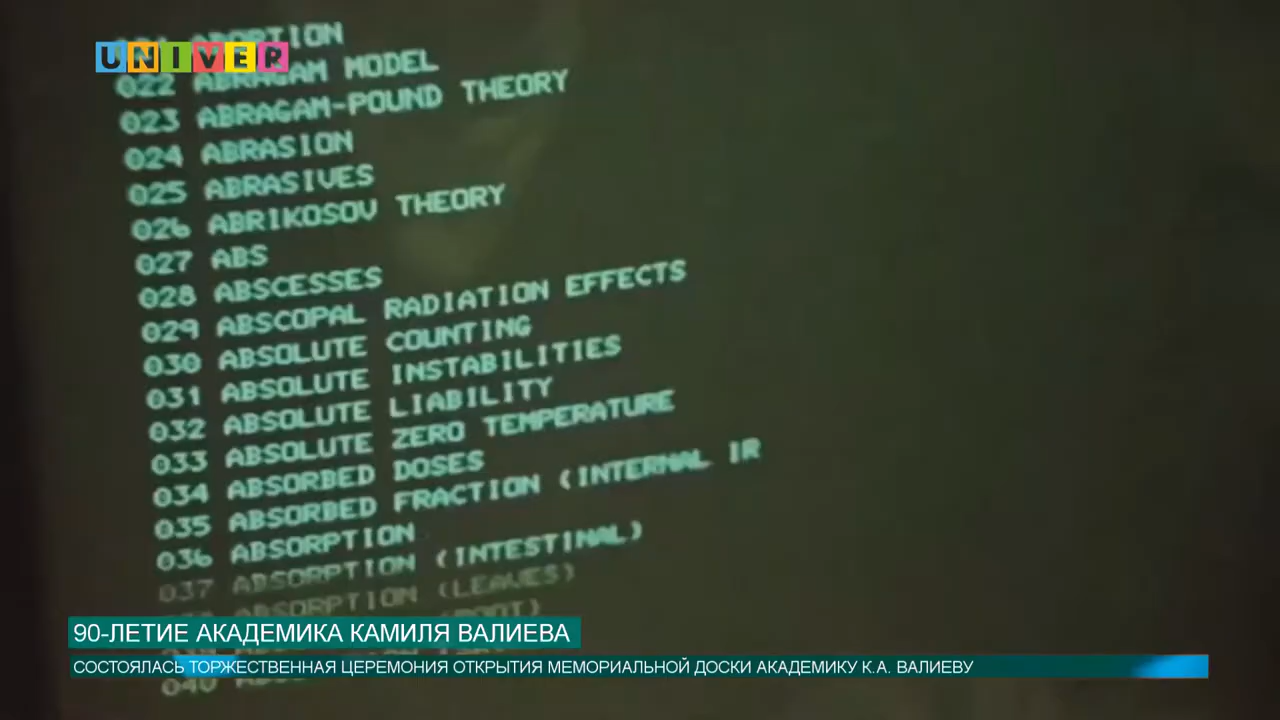 UNIVER
021 ABORTION
022 ABRAGAM MODEL
023 ABRAGAM-POUND THEORY
024 ABRASION
025 ABRASIVES
026 ABRIKOSOV THEORY
027 ABS
028 ABSCESSES
029 ABSCOPAL RADIATION EFFECTS
030 ABSOLUTE COUNTING
031 ABSOLUTE INSTABILITIES
032 ABSOLUTE LIABILITY
033 ABSOLUTE ZERO TEMPERATURE
034 ABSORBED DOSES
035 ABSORBED FRACTION (INTERNAL IR
036 ABSORPTION
037 ABSORPTION (INTESTINAL)
ABSORPTION (LEAVES)
90-ЛЕТИЕ АКАДЕМИКА КАМИЛЯ ВАЛИЕВА
СОСТОЯЛАСЬ ТОРЖЕСТВЕННАЯ ЦЕРЕМОНИЯ ОТКРЫТИЯ МЕМОРИАЛЬНОЙ ДОСКИ АКАДЕМИКУ К.А. ВАЛИЕВУ
040